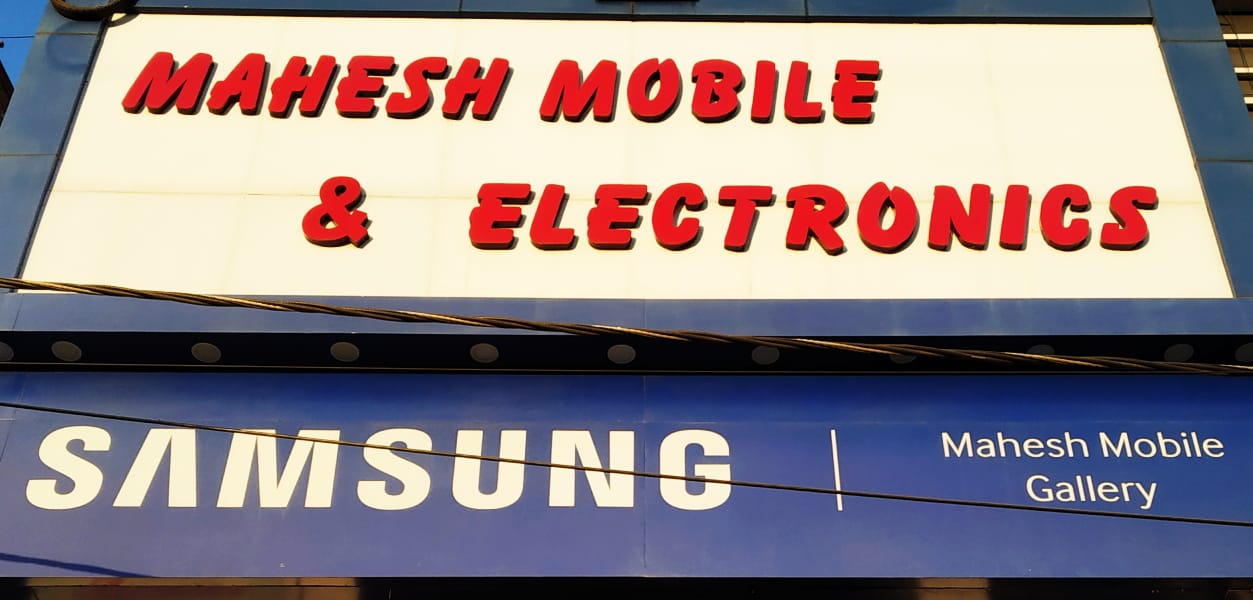 MAHESH MOBILE
& ELECTRONICS
SAMSUNG
Mahesh Mobile
Gallery